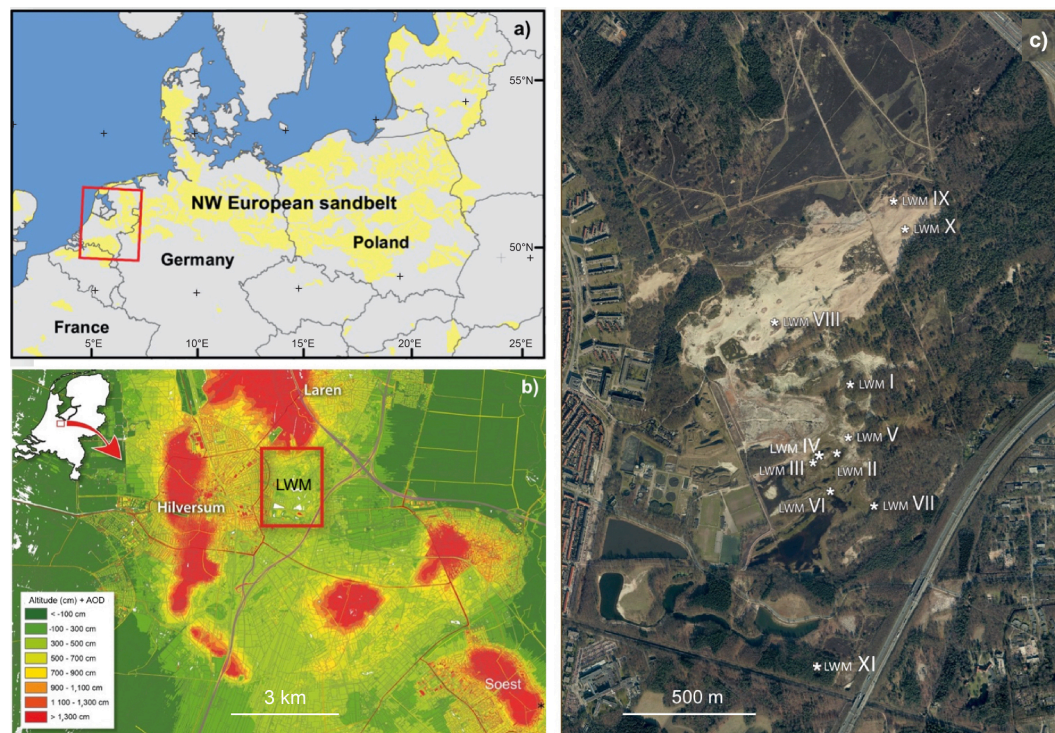 a)
55°N
NW European sandbelt
Poland
50°N
Germany
France
5°E
10°E
15°E
20°E
25°E
b)
Laren
LWM
Hilversum
Altitude (cm) + AOD
< -100 cm
-100 - 300 cm
300 - 500 cm
500 - 700 cm
700 - 900 cm
900 - 1,100 cm
1 100 - 1,300 cm
> 1,300 cm
3 km
Soest
c)
LWM IX
LWM X
LWM VIII
LWM I
LWM V
LWM IV
LWM III
LWM II
LWM VI
LWM VII
LWM XI
500 m